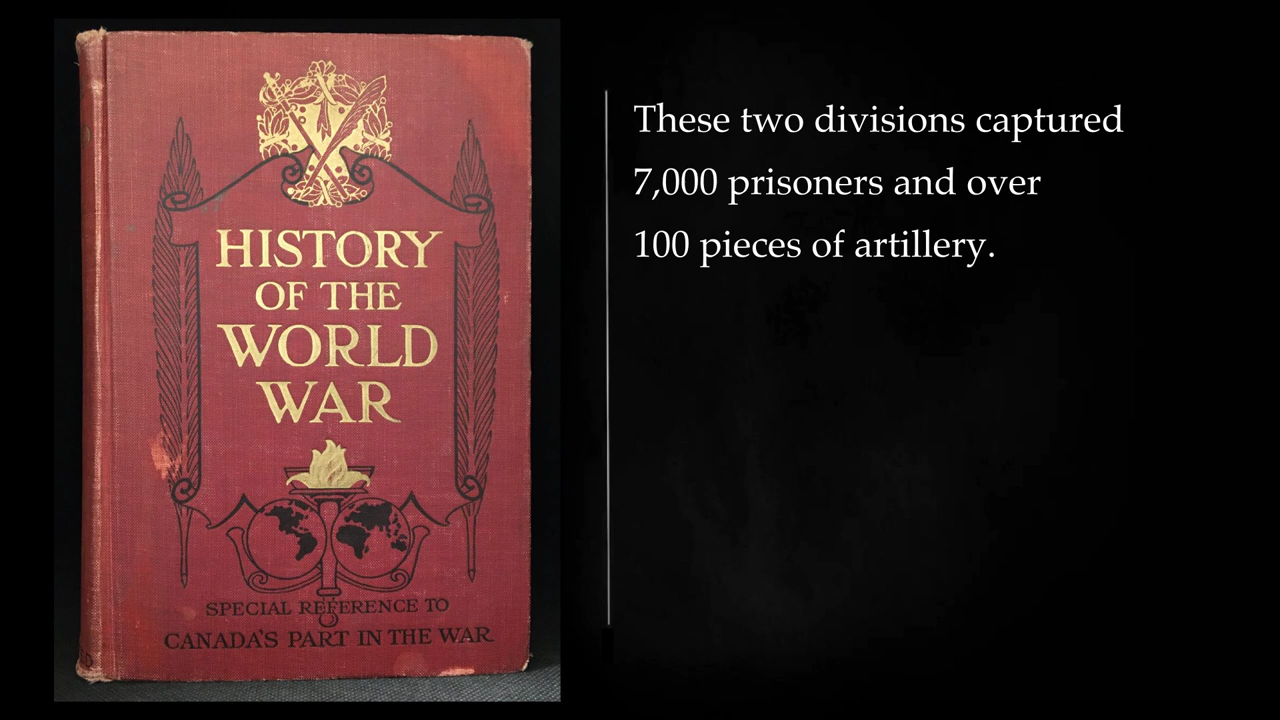 HISTORY
OF THE
WORLD
WAR
SPECIAL REFERENCE TO
CANADA'S PART IN THE WAR
These two divisions captured
7,000 prisoners and over
100 pieces of artillery.